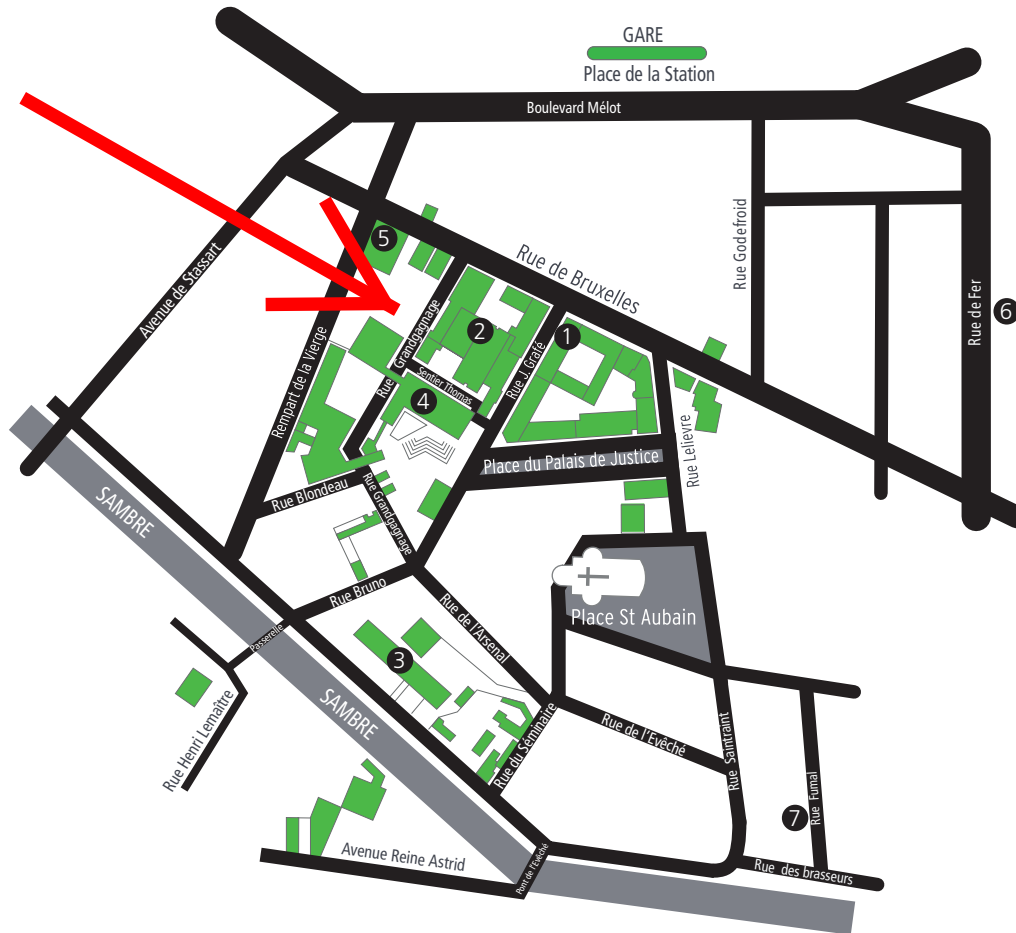 GARE
Place de la Station
Boulevard Mélot
Rue de Bruxelles
Rue Godefroid
Rue de Fer
6
Avenue de Stassart
5
Rempart de la Vierge
Rue Grandgagnage
2
1
Rue J. Grafé
Sentier Thomas
4
Place du Palais de Justice
Rue Lelievre
Rue Blondeau
Rue Grandgagnage
SAMBRE
Rue Bruno
Place St Aubain
Passerelle
Rue de l'Arsenal
3
SAMBRE
Rue Henri Lemaître
Rue du Séminaire
Rue de l'Evêché
Rue Saintraint
Rue Fumal
7
Avenue Reine Astrid
Pont de l'Evêché
Rue des brasseurs